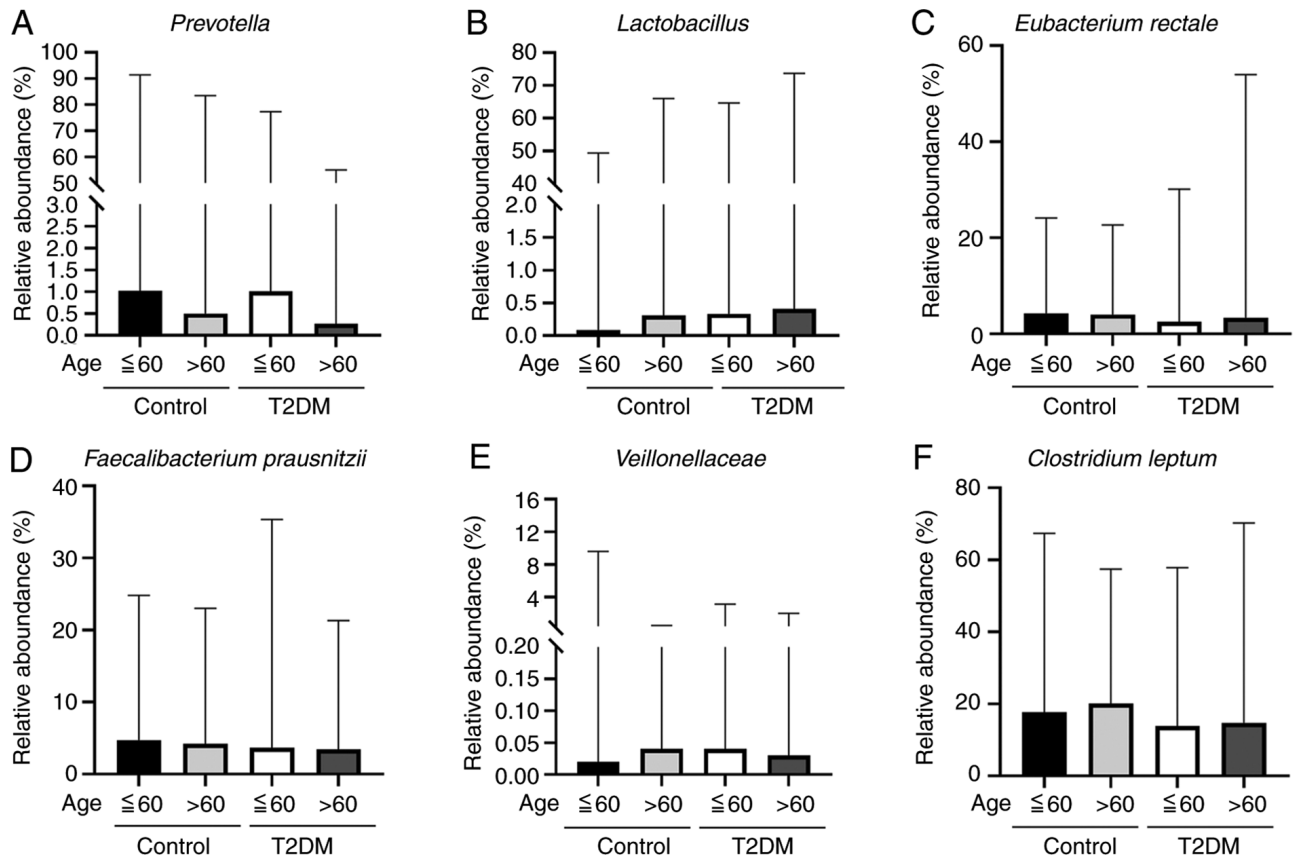 A Prevotella
Relative aboundance (%)
100
90
80
70
60
50
3.0
2.5
2.0
1.5
1.0
0.5
0.0
Age ≦60 >60 ≦60 >60
Control T2DM
B Lactobacillus
Relative aboundance (%)
80
70
60
50
40
2.0
1.5
1.0
0.5
0.0
Age ≦60 >60 ≦60 >60
Control T2DM
C Eubacterium rectale
Relative aboundance (%)
60
40
20
0
Age ≦60 >60 ≦60 >60
Control T2DM
D Faecalibacterium prausnitzii
Relative aboundance (%)
40
30
20
10
0
Age ≦60 >60 ≦60 >60
Control T2DM
E Veillonellaceae
Relative aboundance (%)
16
12
8
4
0.20
0.15
0.10
0.05
0.00
Age ≦60 >60 ≦60 >60
Control T2DM
F Clostridium leptum
Relative aboundance (%)
80
60
40
20
0
Age ≦60 >60 ≦60 >60
Control T2DM